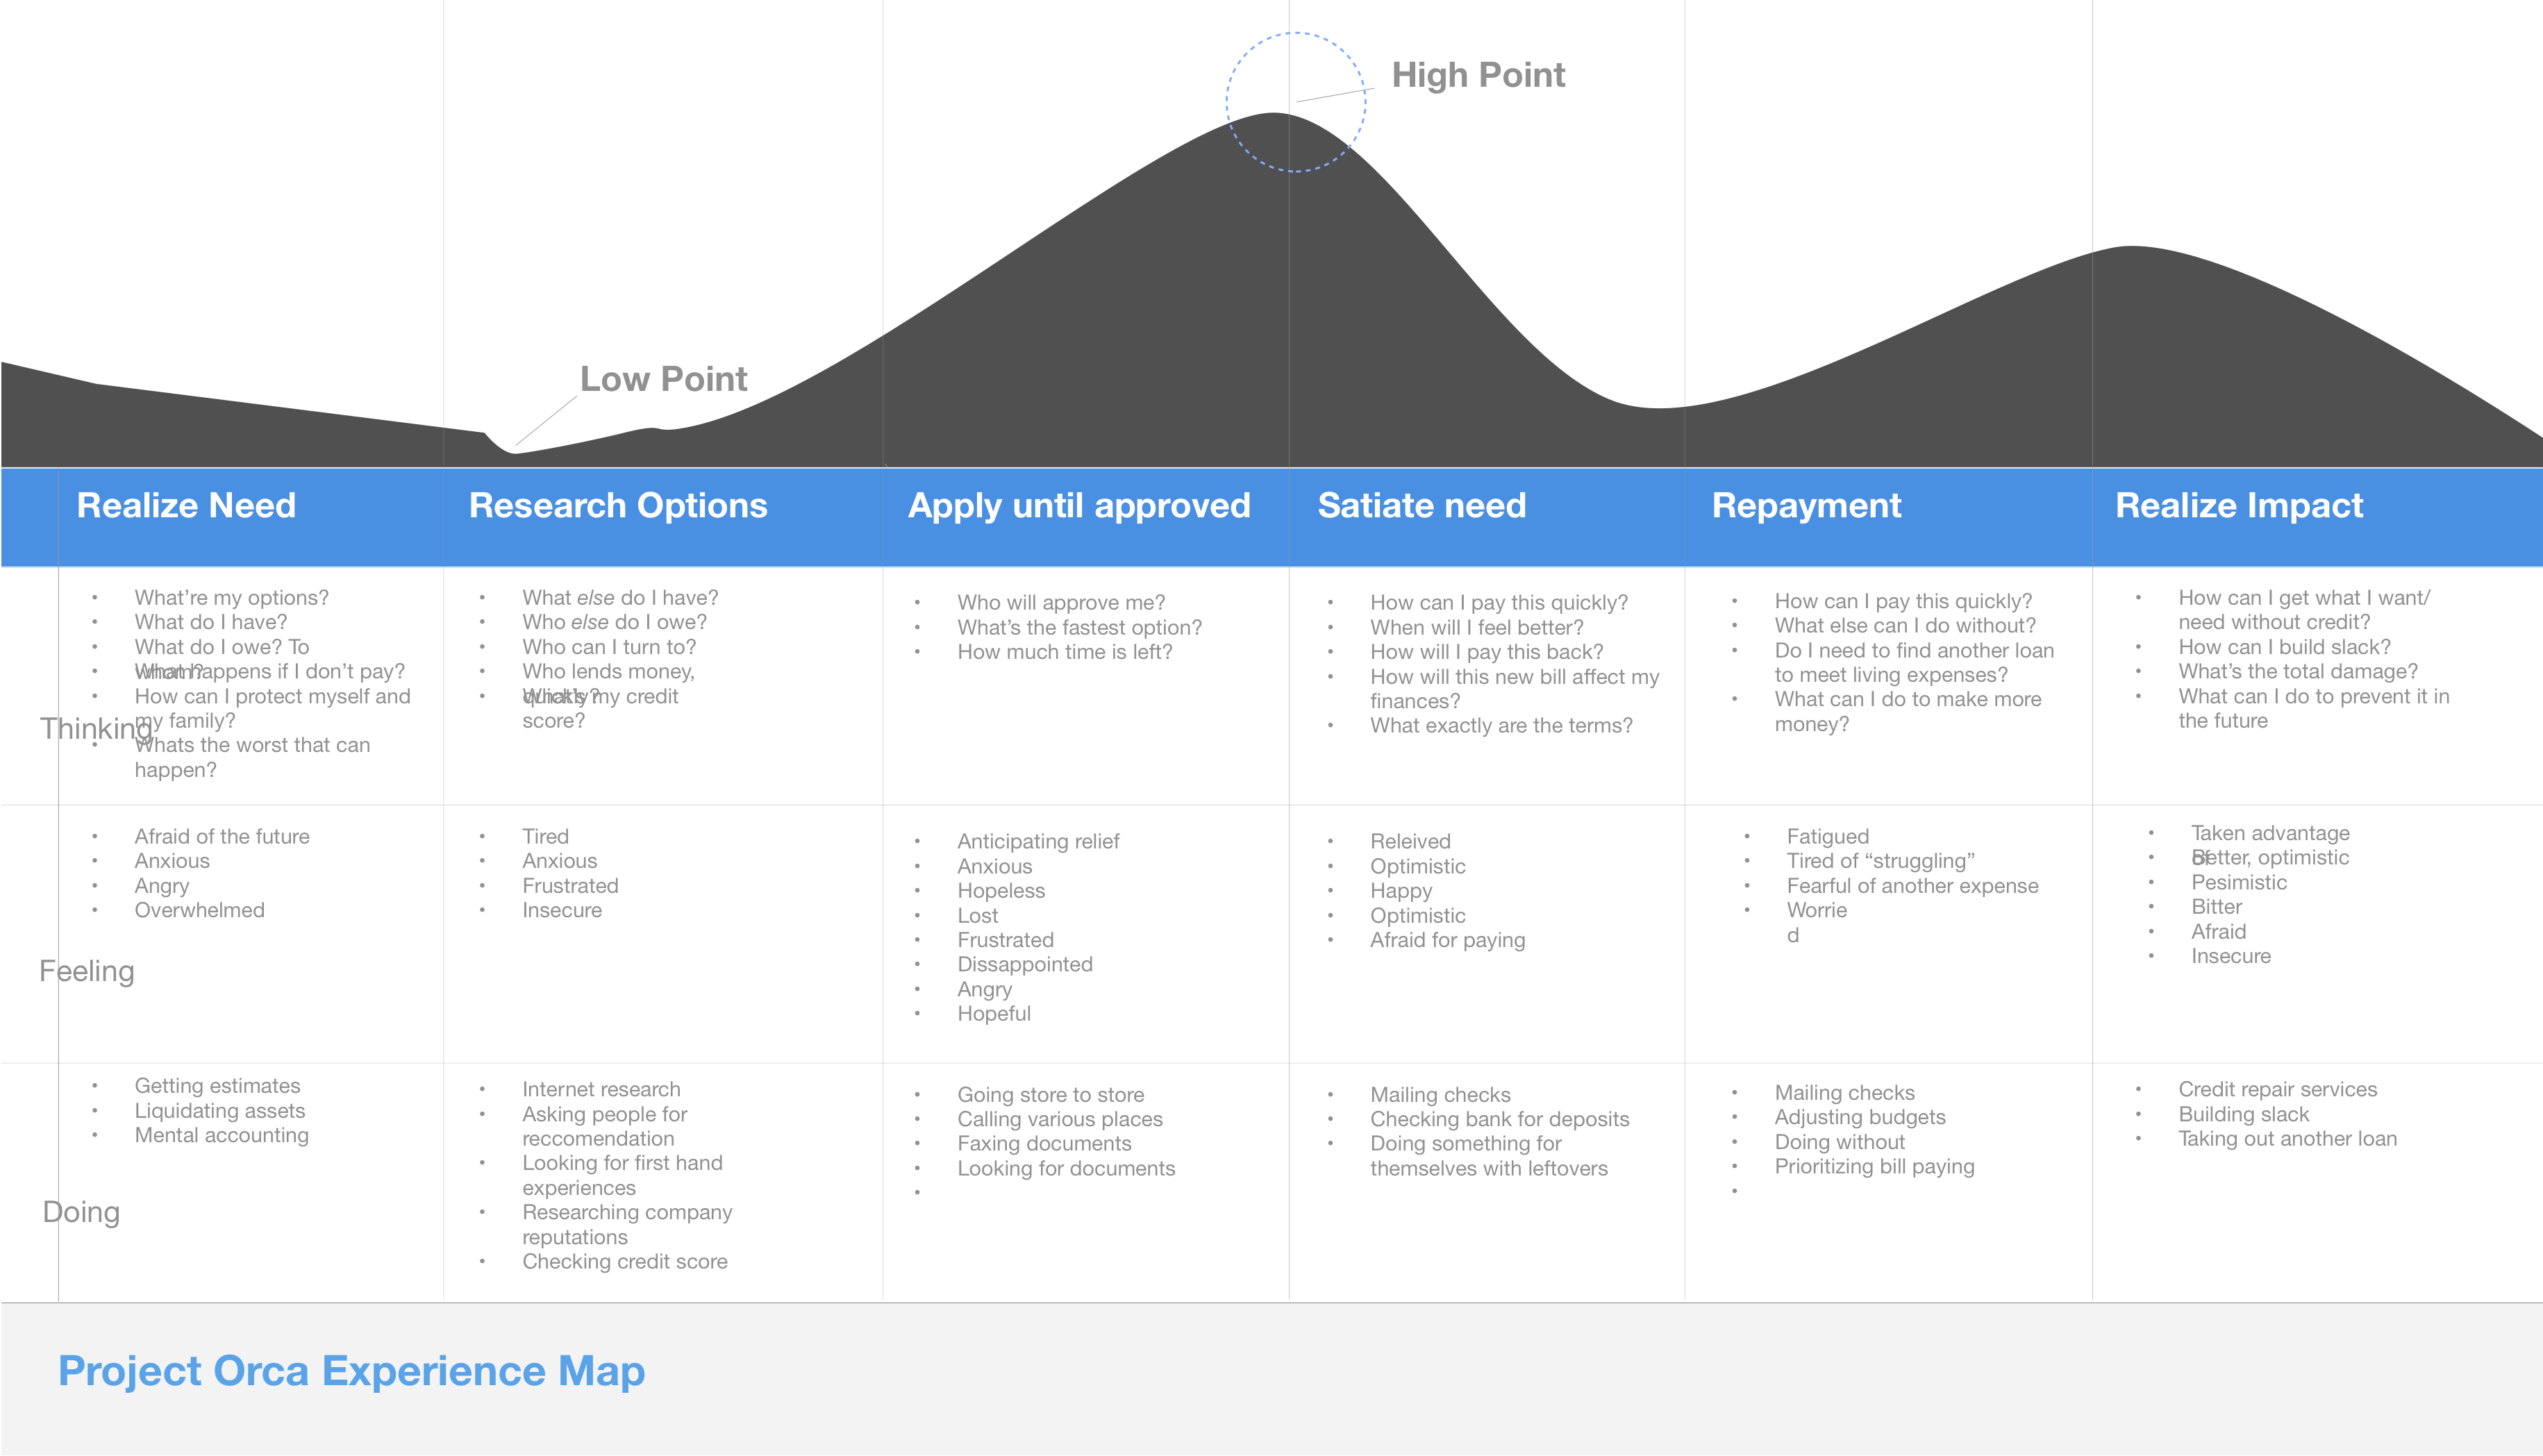 High Point
Low Point
Realize Need
Research Options
Apply until approved
Satiate need
Repayment
Realize Impact
Thinking
• What’re my options?
• What do I have?
• What do I owe? To
whom?
• What happens if I don’t pay?
• How can I protect myself and
my family?
• Whats the worst that can
happen?
• What else do I have?
• Who else do I owe?
• Who can I turn to?
• Who lends money,
quickly?
• What’s my credit
score?
• Who will approve me?
• What’s the fastest option?
• How much time is left?
• How can I pay this quickly?
• When will I feel better?
• How will I pay this back?
• How will this new bill affect my
finances?
• What exactly are the terms?
• How can I pay this quickly?
• What else can I do without?
• Do I need to find another loan
to meet living expenses?
• What can I do to make more
money?
• How can I get what I want/
need without credit?
• How can I build slack?
• What’s the total damage?
• What can I do to prevent it in
the future
Feeling
• Afraid of the future
• Anxious
• Angry
• Overwhelmed
• Tired
• Anxious
• Frustrated
• Insecure
• Anticipating relief
• Anxious
• Hopeless
• Lost
• Frustrated
• Dissappointed
• Angry
• Hopeful
• Releived
• Optimistic
• Happy
• Optimistic
• Afraid for paying
• Fatigued
• Tired of “struggling”
• Fearful of another expense
• Worrie
d
• Taken advantage
of
• Better, optimistic
• Pesimistic
• Bitter
• Afraid
• Insecure
Doing
• Getting estimates
• Liquidating assets
• Mental accounting
• Internet research
• Asking people for
reccomendation
• Looking for first hand
experiences
• Researching company
reputations
• Checking credit score
• Going store to store
• Calling various places
• Faxing documents
• Looking for documents
•
• Mailing checks
• Checking bank for deposits
• Doing something for
themselves with leftovers
• Mailing checks
• Adjusting budgets
• Doing without
• Prioritizing bill paying
•
• Credit repair services
• Building slack
• Taking out another loan
Project Orca Experience Map